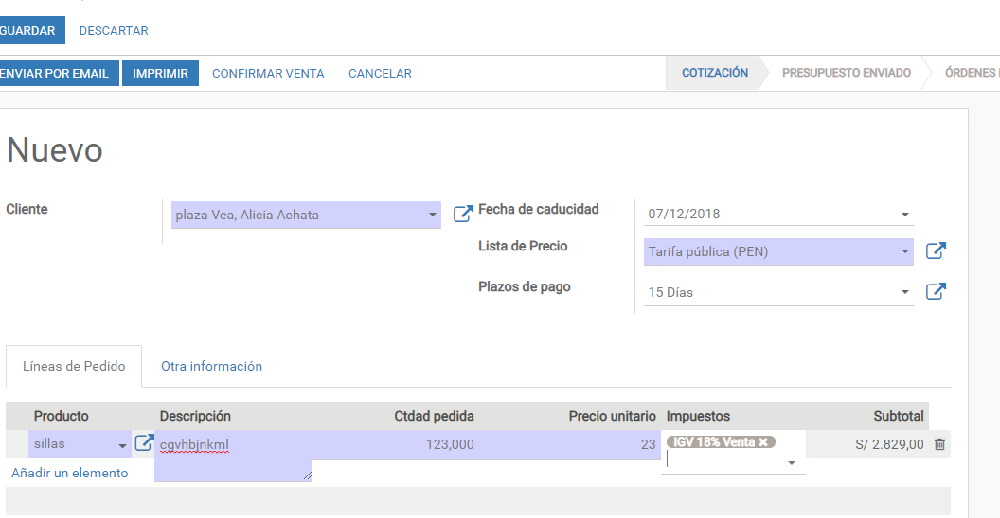 GUARDAR DESCARTAR
ENVIAR POR EMAIL IMPRIMIR CONFIRMAR VENTA CANCELAR COTIZACIÓN PRESUPUESTO ENVIADO ÓRDENES
Nuevo
Cliente plaza Vea, Alicia Achata Fecha de caducidad 07/12/2018
Lista de Precio Tarifa pública (PEN)
Plazos de pago 15 Días
Líneas de Pedido Otra información
Producto Descripción Ctdad pedida Precio unitario Impuestos Subtotal
sillas cgvhbjnkml 123,000 23 IGV 18% Venta × S/ 2.829,00
Añadir un elemento